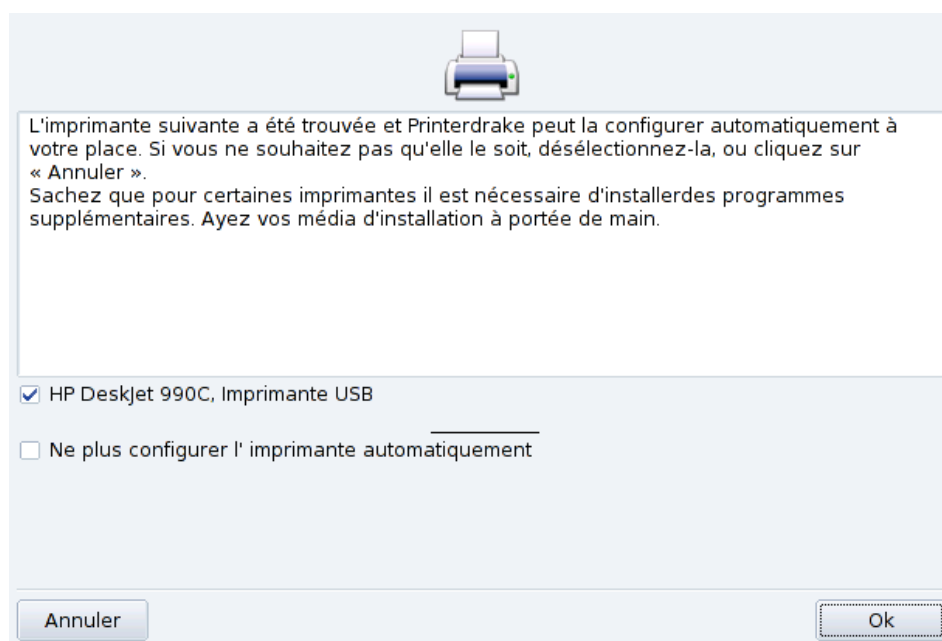 L'imprimante suivante a été trouvée et Printerdrake peut la configurer automatiquement à
votre place. Si vous ne souhaitez pas qu'elle le soit, désélectionnez-la, ou cliquez sur
« Annuler ».
Sachez que pour certaines imprimantes il est nécessaire d'installerdes programmes
supplémentaires. Ayez vos média d'installation à portée de main.
HP DeskJet 990C, Imprimante USB
Ne plus configurer l' imprimante automatiquement
Annuler
Ok